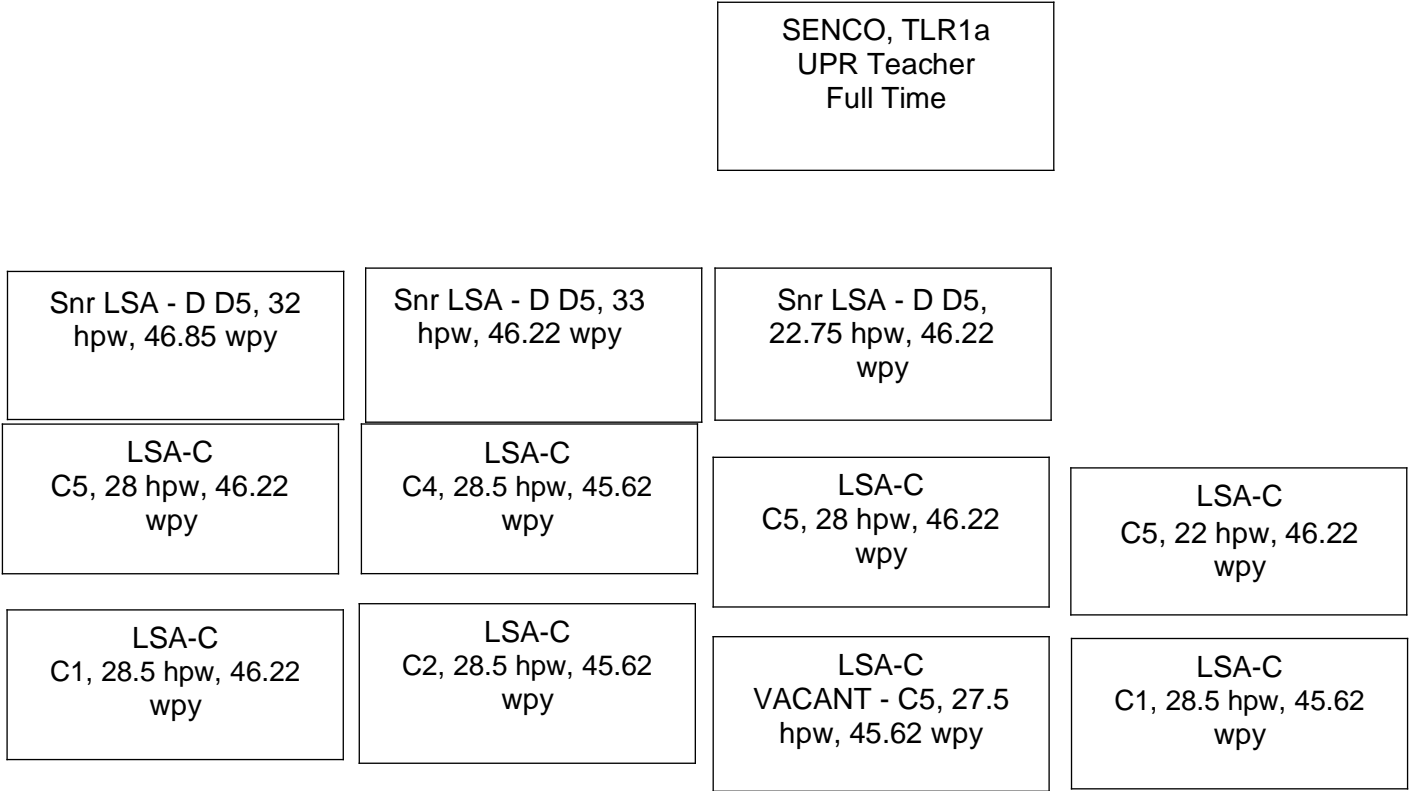 SENCO, TLR1a
UPR Teacher
Full Time
Snr LSA - D D5, 32
hpw, 46.85 wpy
Snr LSA - D D5, 33
hpw, 46.22 wpy
Snr LSA - D D5,
22.75 hpw, 46.22
wpy
LSA-C
C5, 28 hpw, 46.22
wpy
LSA-C
C4, 28.5 hpw, 45.62
wpy
LSA-C
C5, 28 hpw, 46.22
wpy
LSA-C
C5, 22 hpw, 46.22
wpy
LSA-C
C1, 28.5 hpw, 46.22
wpy
LSA-C
C2, 28.5 hpw, 45.62
wpy
LSA-C
VACANT - C5, 27.5
hpw, 45.62 wpy
LSA-C
C1, 28.5 hpw, 45.62
wpy